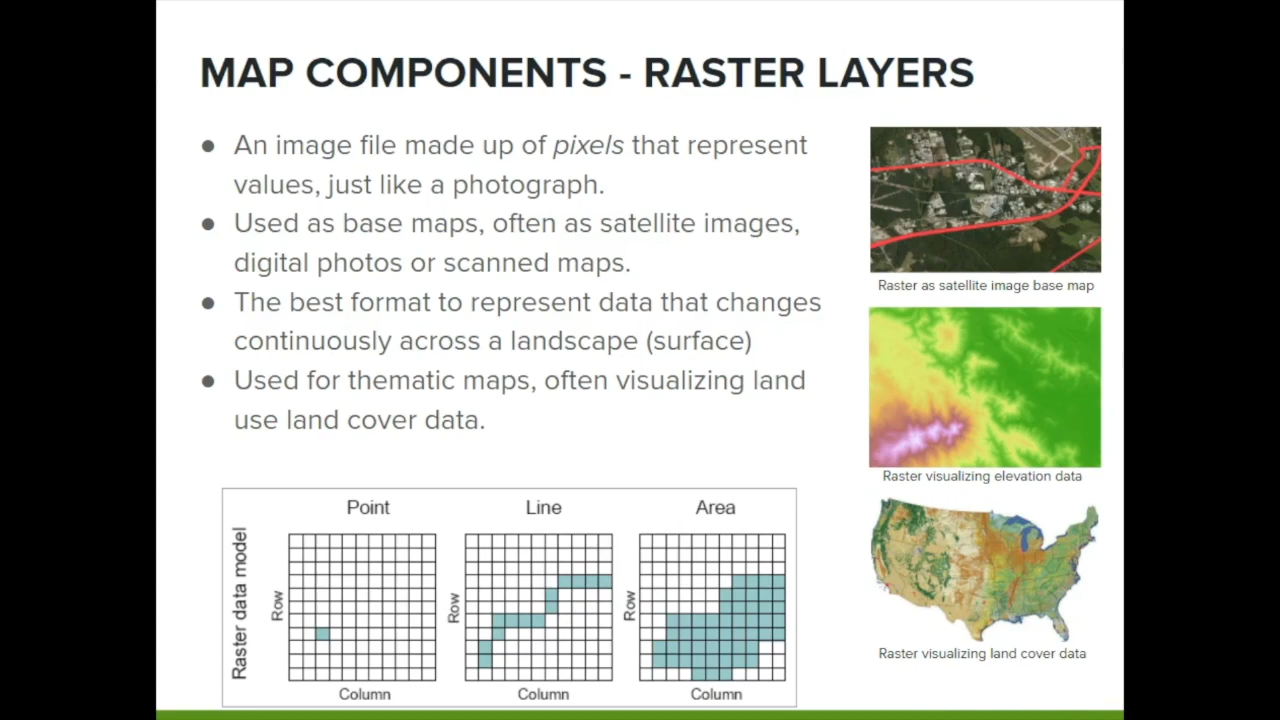 MAP COMPONENTS - RASTER LAYERS
● An image file made up of pixels that represent
values, just like a photograph.
● Used as base maps, often as satellite images,
digital photos or scanned maps.
● The best format to represent data that changes
continuously across a landscape (surface)
● Used for thematic maps, often visualizing land
use land cover data.
Raster as satellite image base map
Raster visualizing elevation data
Raster visualizing land cover data
Raster data model
Point
Row
Column
Line
Row
Column
Area
Row
Column